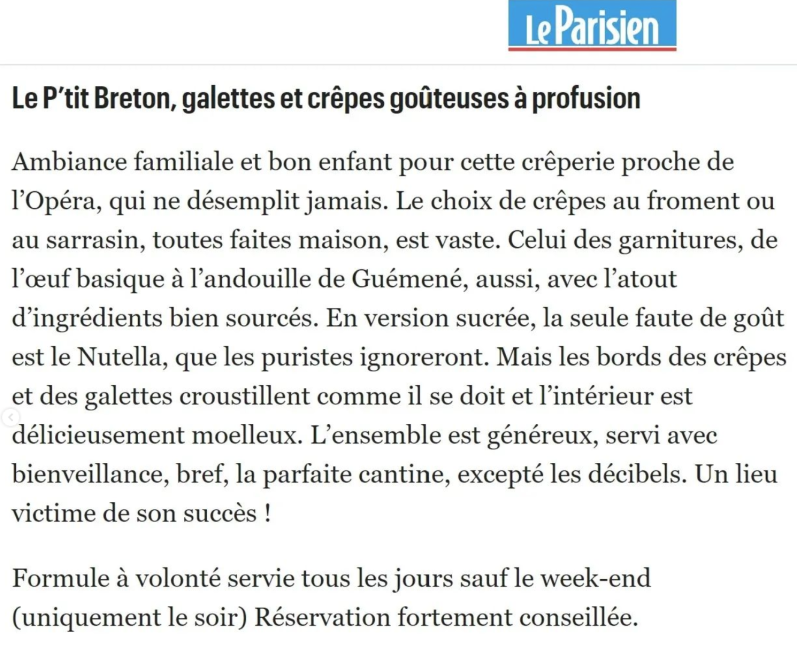 Le Parisien
Le P’tit Breton, galettes et crêpes goûteuses à profusion
Ambiance familiale et bon enfant pour cette crêperie proche de
l’Opéra, qui ne désemplit jamais. Le choix de crêpes au froment ou
au sarrasin, toutes faites maison, est vaste. Celui des garnitures, de
l’œuf basique à l’andouille de Guémené, aussi, avec l’atout
d’ingrédients bien sourcés. En version sucrée, la seule faute de goût
est le Nutella, que les puristes ignoreront. Mais les bords des crêpes
et des galettes croustillent comme il se doit et l’intérieur est
délicieusement moelleux. L’ensemble est généreux, servi avec
bienveillance, bref, la parfaite cantine, excepté les décibels. Un lieu
victime de son succès !
Formule à volonté servie tous les jours sauf le week-end
(uniquement le soir) Réservation fortement conseillée.